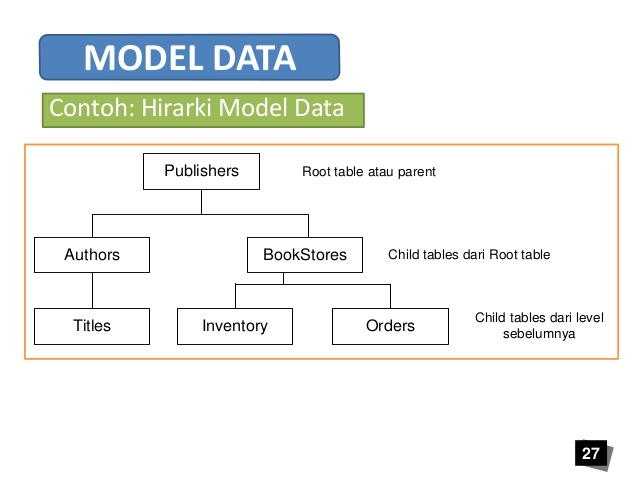 MODEL DATA
Contoh: Hirarki Model Data
Publishers
Root table atau parent
Authors
BookStores
Child tables dari Root table
Titles
Inventory
Orders
Child tables dari level
sebelumnya
27